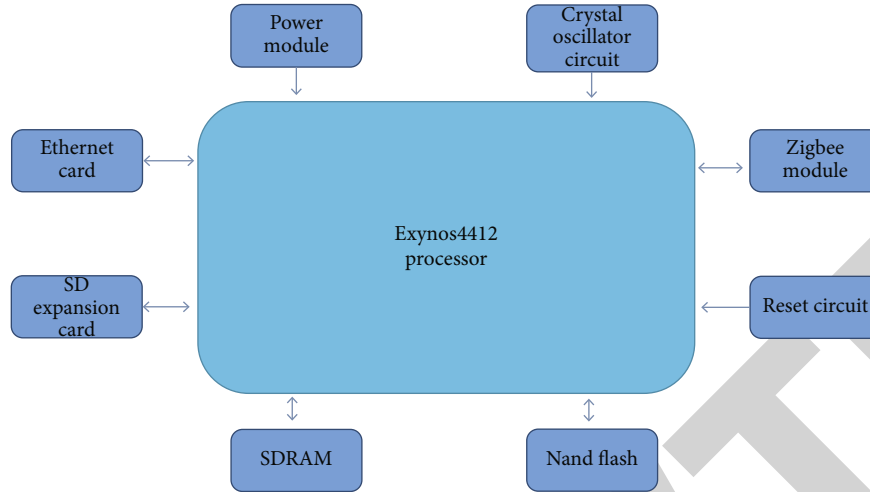 Power
module
Crystal
oscillator
circuit
Ethernet
card
Zigbee
module
Exynos4412
processor
SD
expansion
card
Reset circuit
SDRAM
Nand flash